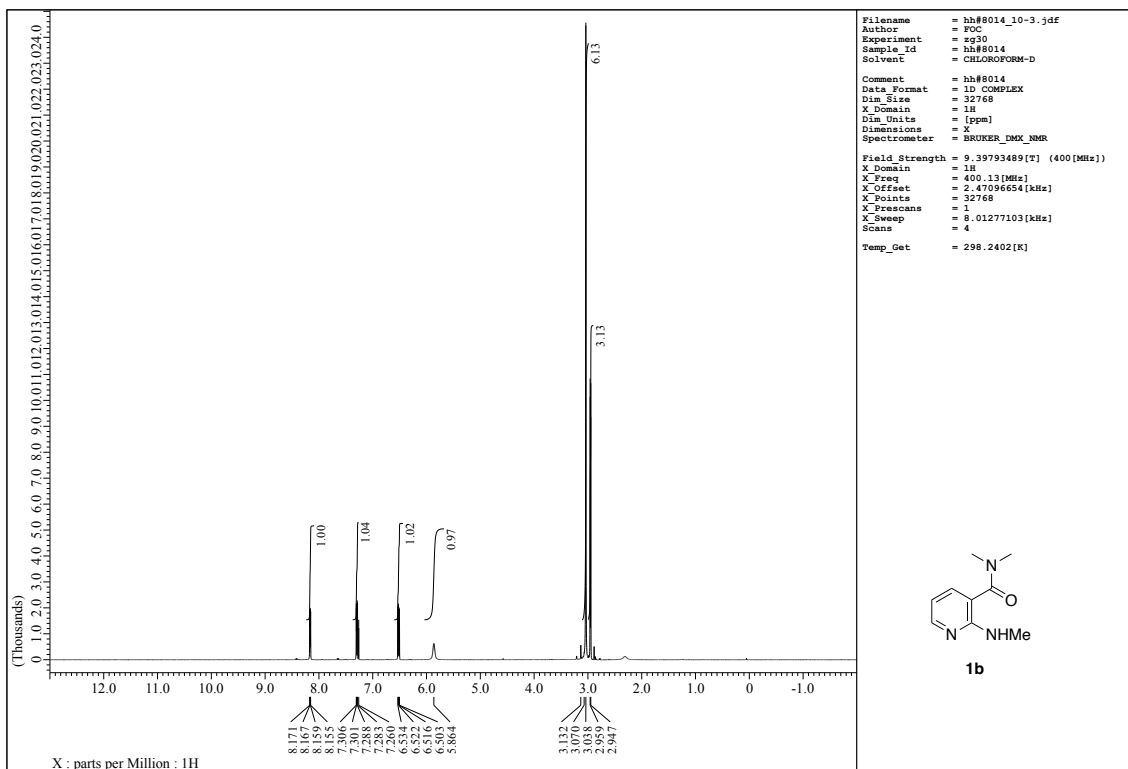 Filename = hh#8014_10-3.jdf
Author = FOC
Experiment = zg30
Sample_Id = hh#8014
Solvent = CHLOROFORM-D
Comment = hh#8014
Data_Format = 1D COMPLEX
Dim_Size = 32768
X_Domain = 1H
Dim_Units = [ppm]
Dimensions = X
Spectrometer = BRUKER_DMX_NMR
Field_Strength = 9.39793489[T] (400[MHz])
X_Domain = 1H
X_Freq = 400.13[MHz]
X_Offset = 2.47096654[kHz]
X_Points = 32768
X_Prescans = 1
X_Sweep = 8.01277103[kHz]
Scans = 4
Temp_Get = 298.2402[K]
(Thousands)
0 1.0 2.0 3.0 4.0 5.0 6.0 7.0 8.0 9.0 10.0 11.0 12.0 13.0 14.0 15.0 16.0 17.0 18.0 19.0 20.0 21.0 22.0 23.0 24.0
1.00
1.04
1.02
0.97
6.13
3.13
12.0 11.0 10.0 9.0 8.0 7.0 6.0 5.0 4.0 3.0 2.0 1.0 0 -1.0
8.171
8.167
8.159
8.155
7.306
7.301
7.288
7.283
7.260
6.534
6.522
6.516
6.503
5.864
3.132
3.070
3.038
2.959
2.947
X : parts per Million : 1H
N
O
N
NHMe
1b